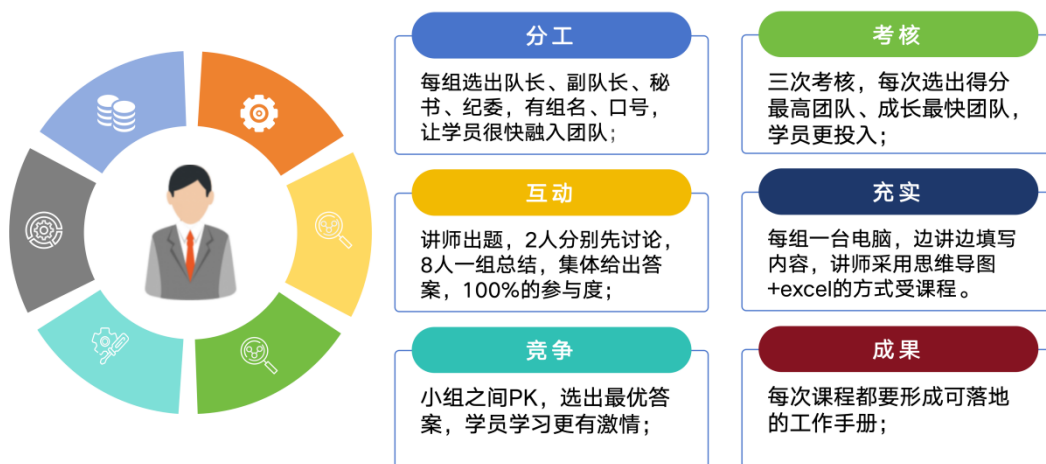 分工
每组选出队长、副队长、秘
书、纪委，有组名、口号，
让学员很快融入团队；
考核
三次考核，每次选出得分
最高团队、成长最快团队，
学员更投入；
互动
讲师出题，2人分别先讨论，
8人一组总结，集体给出答
案，100%的参与度；
充实
每组一台电脑，边讲边填写
内容，讲师采用思维导图
+excel的方式受课程。
竞争
小组之间PK，选出最优答
案，学员学习更有激情；
成果
每次课程都要形成可落地
的工作手册；